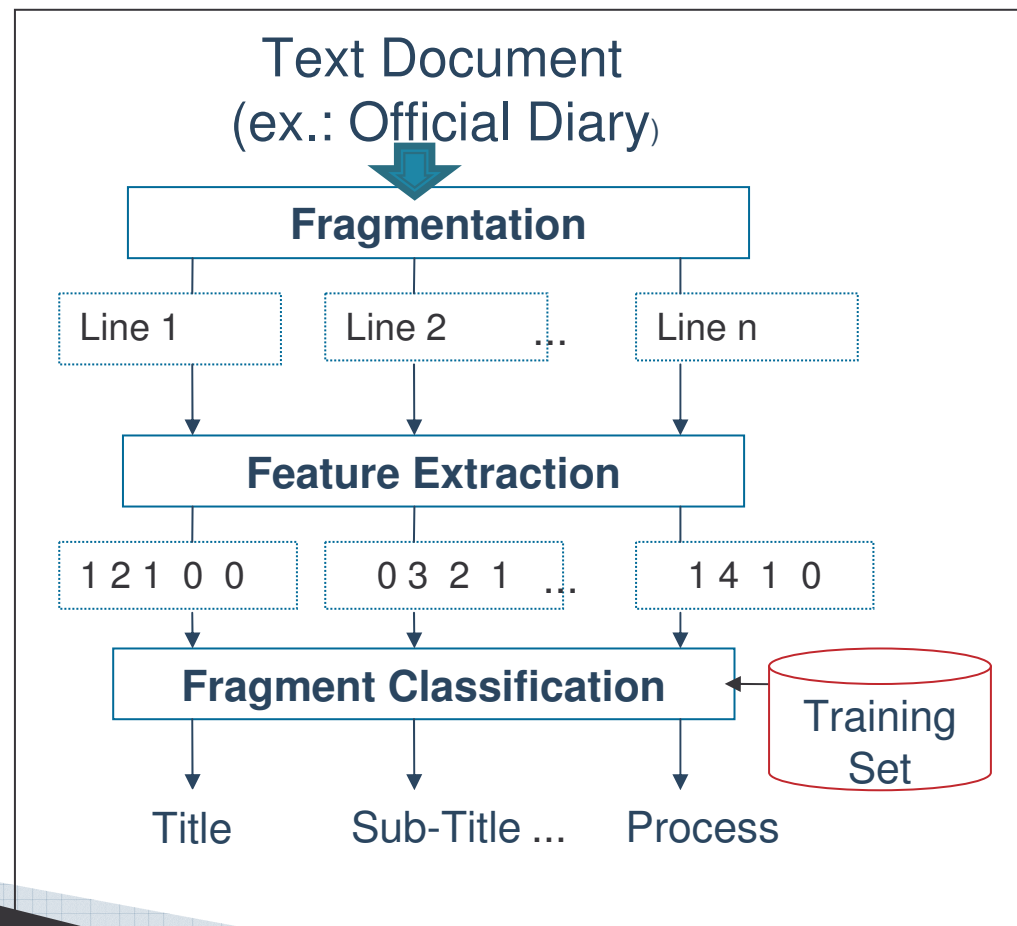 Text Document
(ex.: Official Diary)
Fragmentation
Line 1 Line 2 ... Line n
Feature Extraction
1 2 1 0 0 0 3 2 1 ... 1 4 1 0
Fragment Classification
Training
Set
Title Sub-Title ... Process